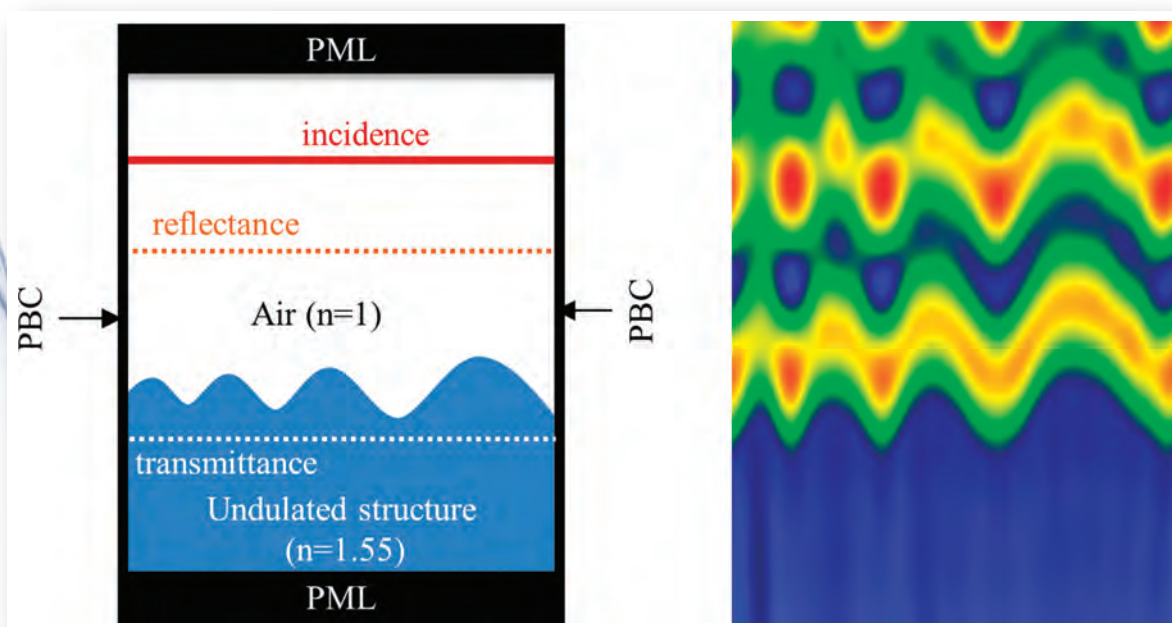 PML
incidence
reflectance
PBC
Air (n=1)
PBC
transmittance
Undulated structure
(n=1.55)
PML